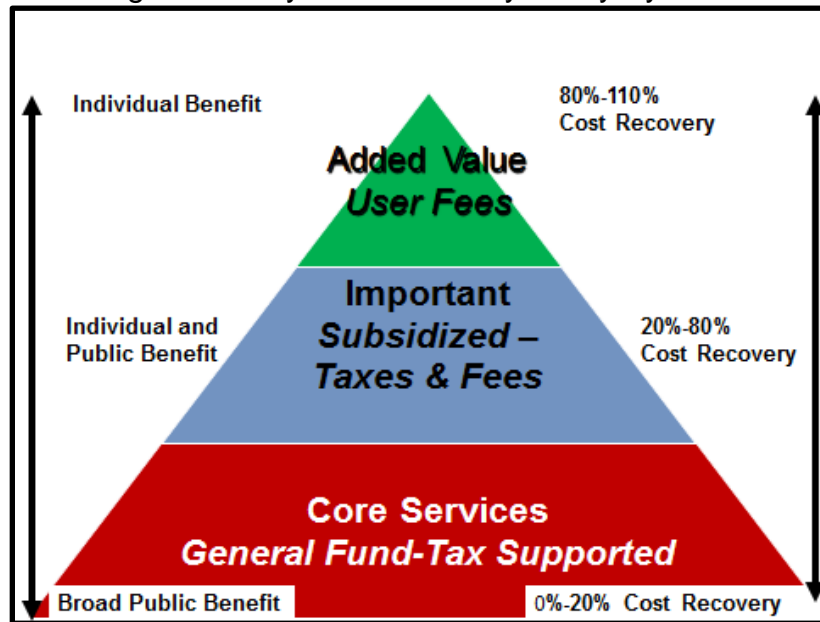 Individual Benefit
80%-110%
Cost Recovery
Added Value
User Fees
Important
Subsidized –
Taxes & Fees
Individual and
Public Benefit
20%-80%
Cost Recovery
Core Services
General Fund-Tax Supported
Broad Public Benefit
0%-20% Cost Recovery